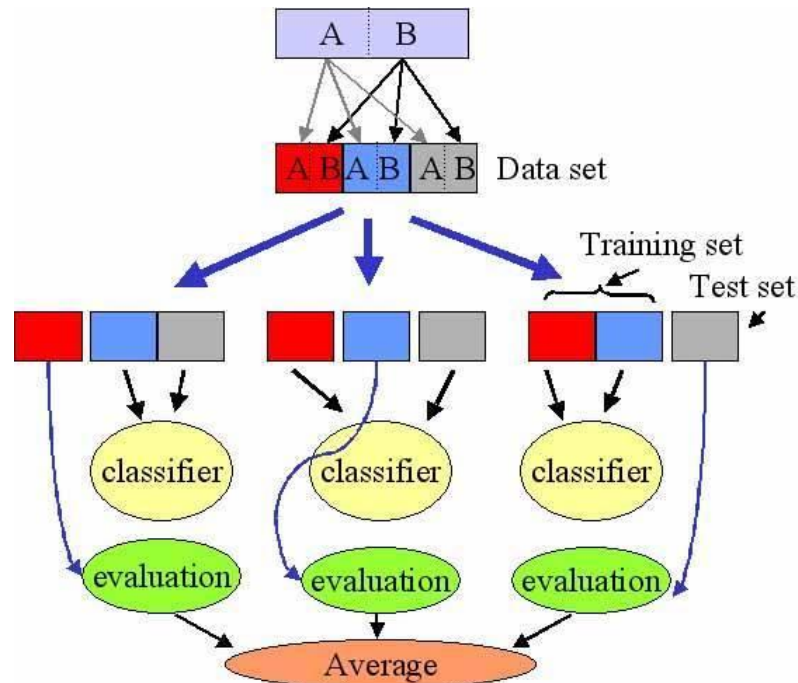 A B
A B A B A B Data set
Training set
Test set
classifier classifier classifier
evaluation evaluation evaluation
Average